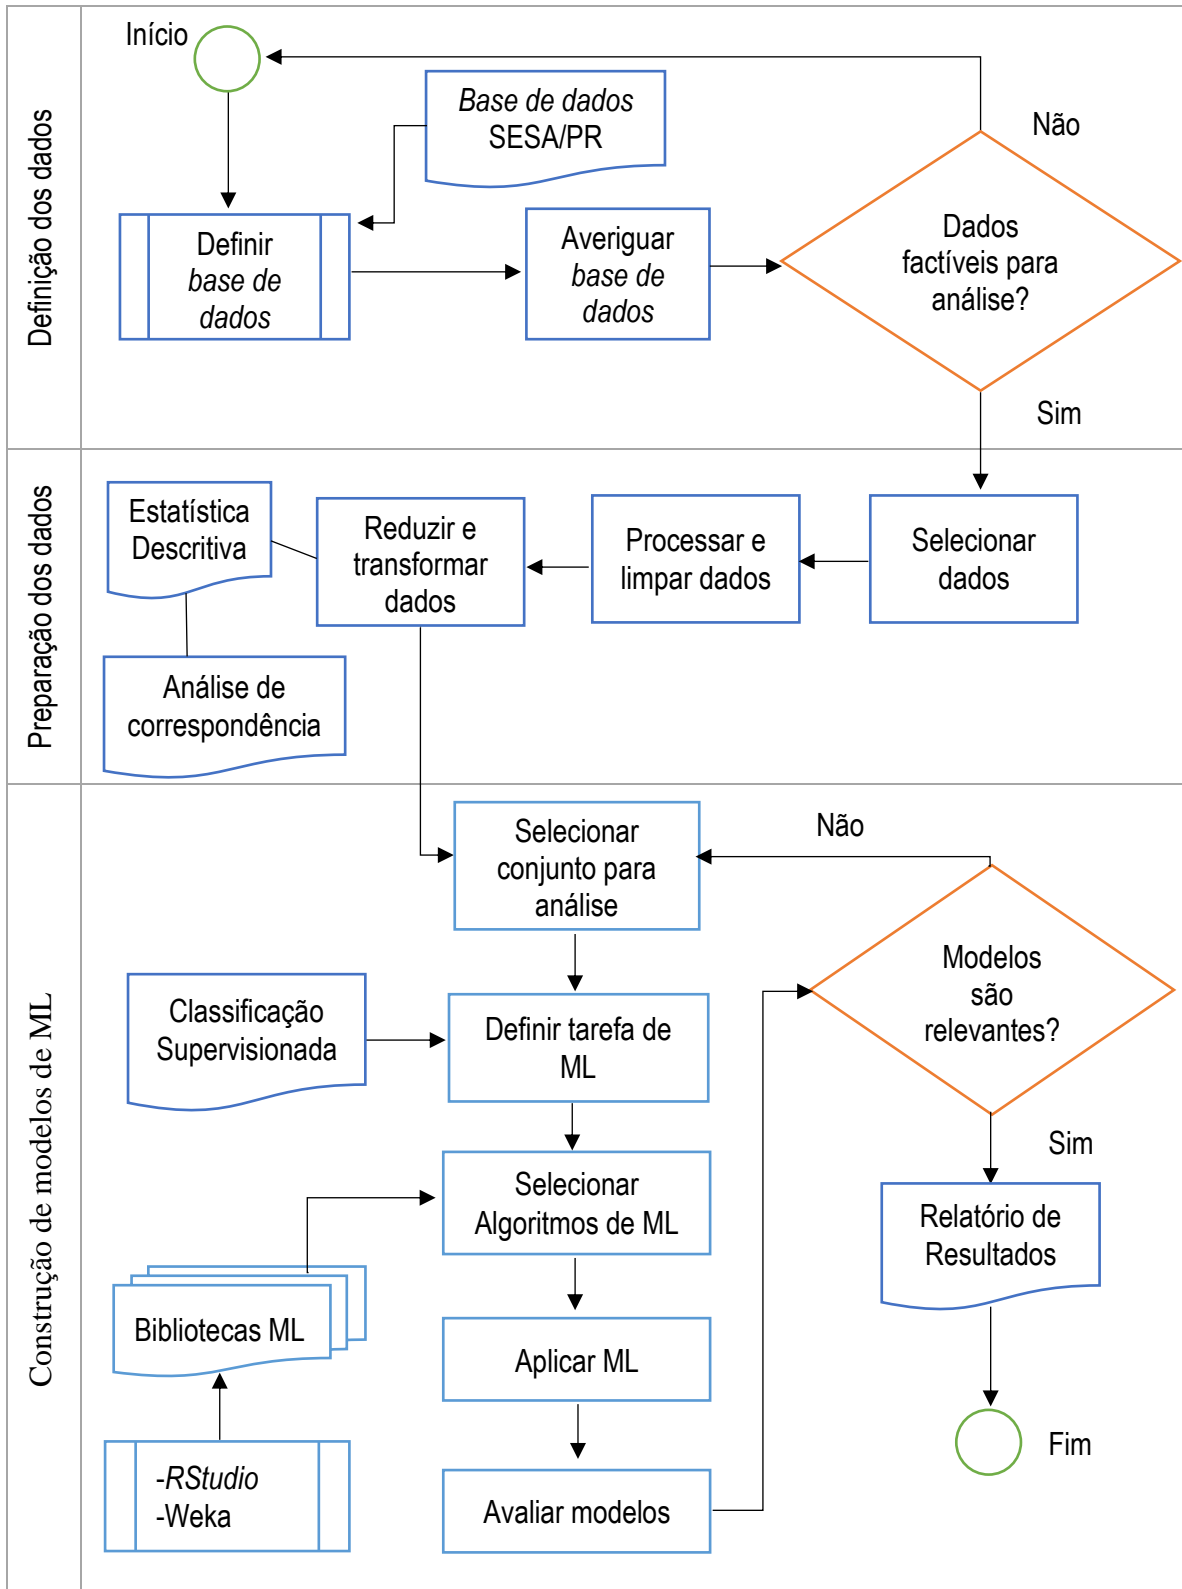 Definição dos dados
Início
Base de dados
SESA/PR
Não
Definir
base de
dados
Averiguar
base de
dados
Dados
factíveis para
análise?
Sim
Preparação dos dados
Estatística
Descritiva
Reduzir e
transformar
dados
Processar e
limpar dados
Selecionar
dados
Análise de
correspondência
Construção de modelos de ML
Selecionar
conjunto para
análise
Não
Classificação
Supervisionada
Definir tarefa de
ML
Modelos
são
relevantes?
Sim
Selecionar
Algoritmos de ML
Relatório de
Resultados
Bibliotecas ML
Aplicar ML
-RStudio
-Weka
Avaliar modelos
Fim